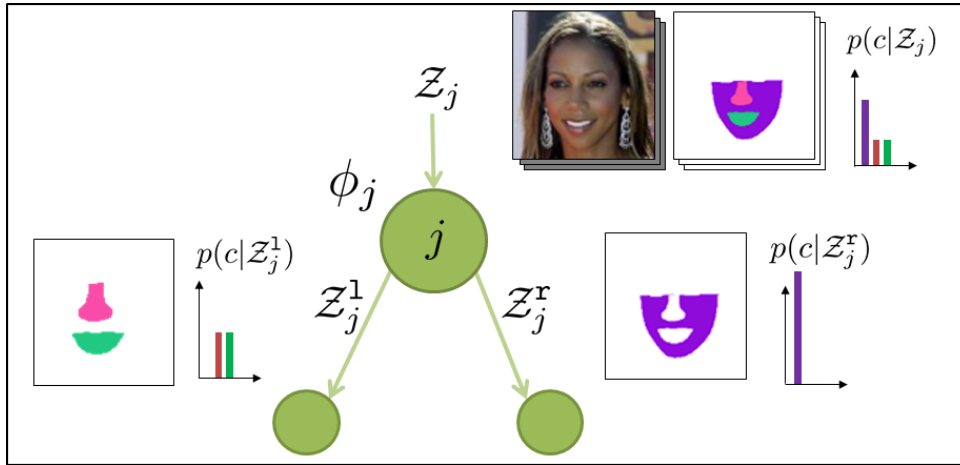 p(c|𝒵_j)
𝒵_j
ϕ_j
j
p(c|𝒵_j^l)
𝒵_j^l
𝒵_j^r
p(c|𝒵_j^r)